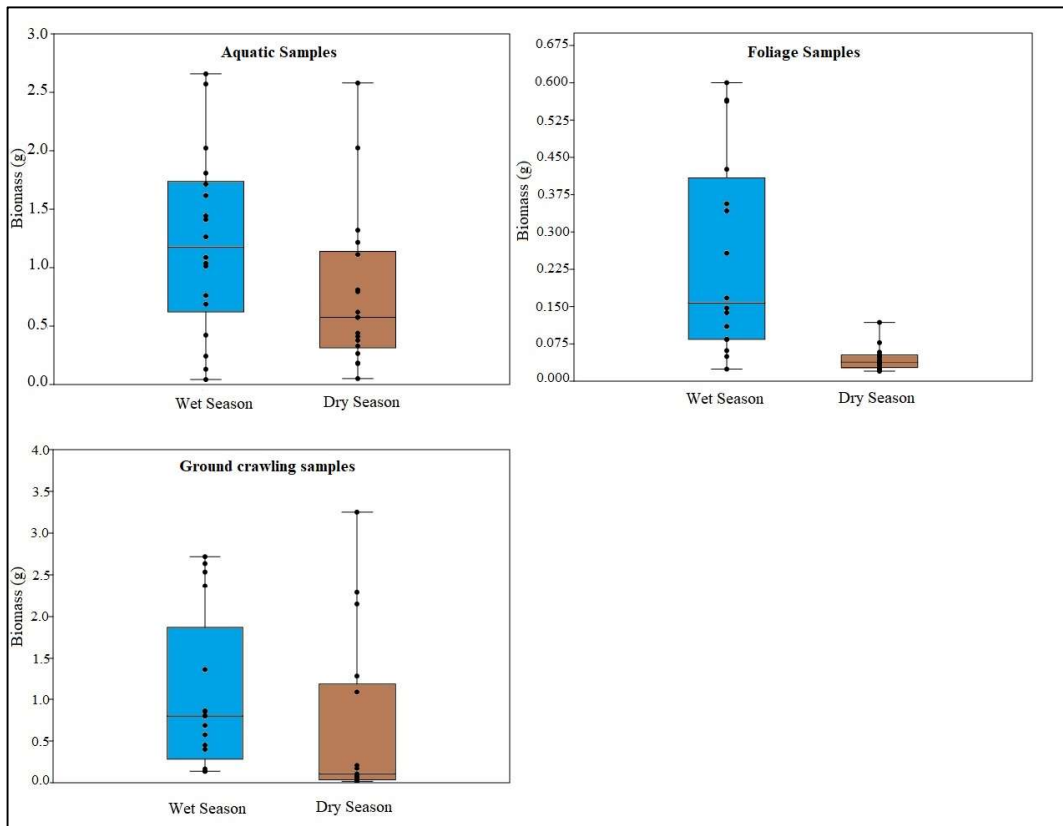 Aquatic Samples
Biomass (g)
3.0
2.5
2.0
1.5
1.0
0.5
0.0
Wet Season
Dry Season
Foliage Samples
Biomass (g)
0.675
0.600
0.525
0.450
0.375
0.300
0.225
0.150
0.075
0.000
Wet Season
Dry Season
Ground crawling samples
Biomass (g)
4.0
3.5
3.0
2.5
2.0
1.5
1.0
0.5
0.0
Wet Season
Dry Season